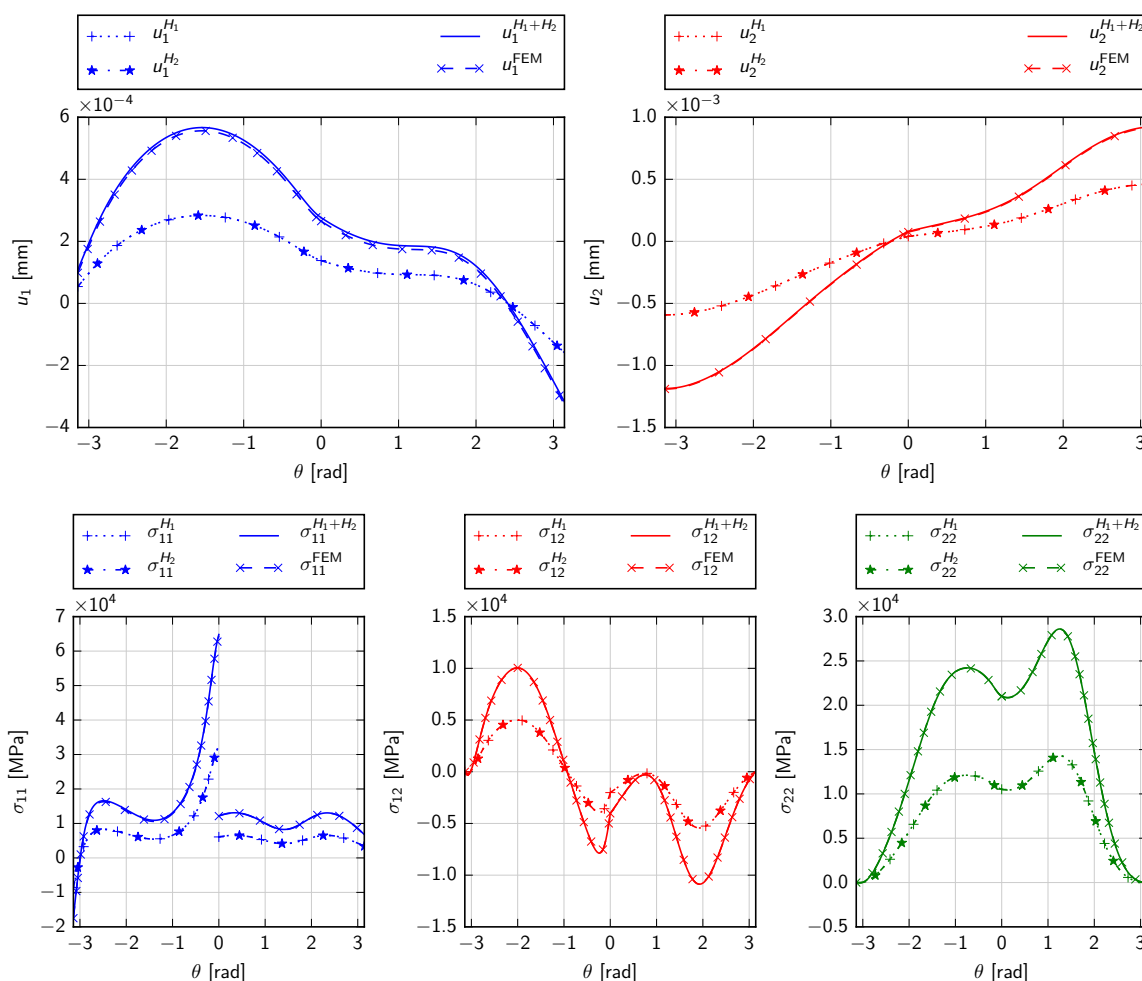 u_1^{H_1} u_1^{H_1+H_2}
u_1^{H_2} u_1^{FEM}
×10^{−4}
6
4
2
0
−2
−4
u_1 [mm]
−3 −2 −1 0 1 2 3
θ [rad]
u_2^{H_1} u_2^{H_1+H_2}
u_2^{H_2} u_2^{FEM}
×10^{−3}
1.0
0.5
0.0
−0.5
−1.0
−1.5
u_2 [mm]
−3 −2 −1 0 1 2 3
θ [rad]
σ_{11}^{H_1} σ_{11}^{H_1+H_2}
σ_{11}^{H_2} σ_{11}^{FEM}
×10^4
7
6
5
4
3
2
1
0
−1
−2
σ_{11} [MPa]
−3 −2 −1 0 1 2 3
θ [rad]
σ_{12}^{H_1} σ_{12}^{H_1+H_2}
σ_{12}^{H_2} σ_{12}^{FEM}
×10^4
1.5
1.0
0.5
0.0
−0.5
−1.0
−1.5
σ_{12} [MPa]
−3 −2 −1 0 1 2 3
θ [rad]
σ_{22}^{H_1} σ_{22}^{H_1+H_2}
σ_{22}^{H_2} σ_{22}^{FEM}
×10^4
3.0
2.5
2.0
1.5
1.0
0.5
0.0
−0.5
σ_{22} [MPa]
−3 −2 −1 0 1 2 3
θ [rad]